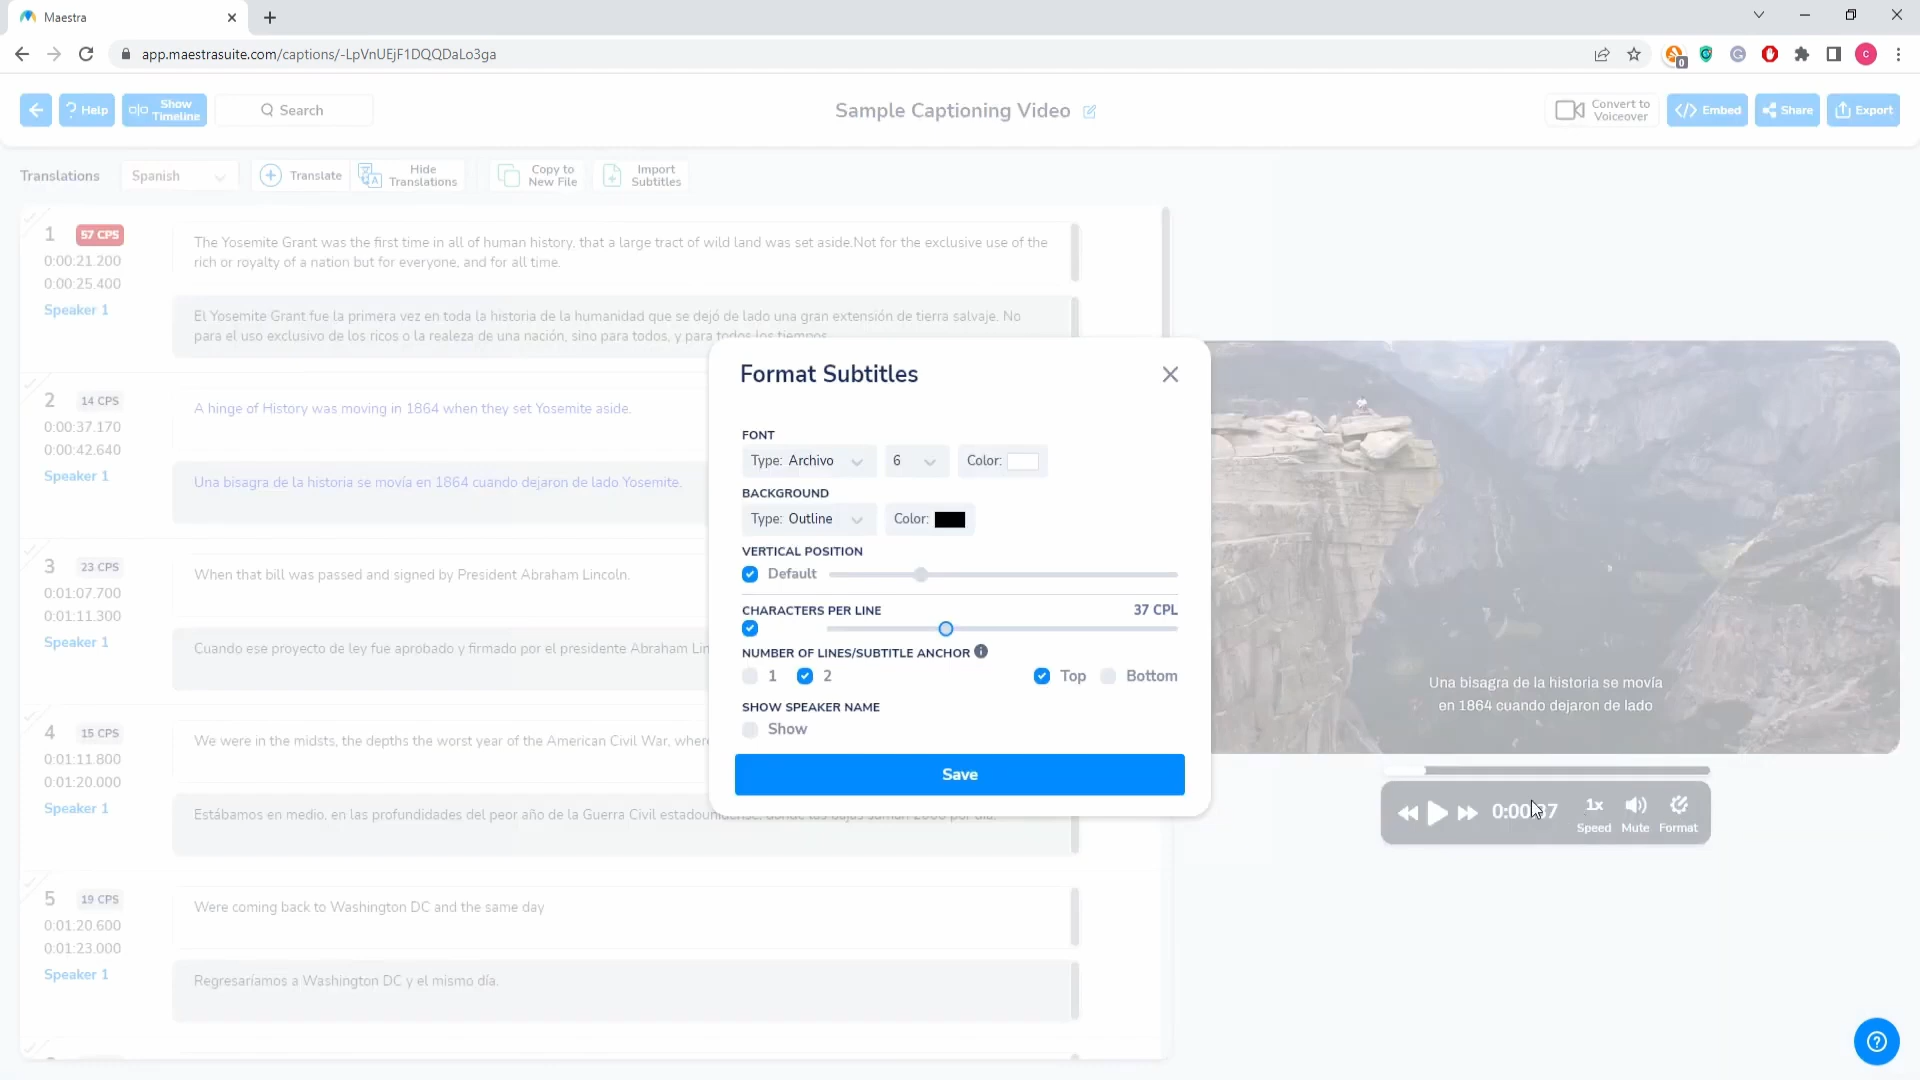 Maestra
app.maestrasuite.com/captions/-LpVnUEjF1DQQDaLo3ga
0
c
Help
Show
Timeline
Search
Sample Captioning Video
Convert to
Voiceover
Embed
Share
Export
Translations
Spanish
Translate
Hide
Translations
Copy to
New File
Import
Subtitles
1 57 CPS
0:00:21.200
0:00:25.400
Speaker 1
The Yosemite Grant was the first time in all of human history, that a large tract of wild land was set aside.Not for the exclusive use of the
rich or royalty of a nation but for everyone, and for all time.
El Yosemite Grant fue la primera vez en toda la historia de la humanidad que se dejó de lado una gran extensión de tierra salvaje. No
para el uso exclusivo de los ricos o la realeza de una nación, sino para todos, y para todos los tiempos.
2 14 CPS
0:00:37.170
0:00:42.640
Speaker 1
A hinge of History was moving in 1864 when they set Yosemite aside.
Una bisagra de la historia se movía en 1864 cuando dejaron de lado Yosemite.
3 23 CPS
0:01:07.700
0:01:11.300
Speaker 1
When that bill was passed and signed by President Abraham Lincoln.
Cuando ese proyecto de ley fue aprobado y firmado por el presidente Abraham Lin
4 15 CPS
0:01:11.800
0:01:20.000
Speaker 1
We were in the midsts, the depths the worst year of the American Civil War, wher
Estábamos en medio, en las profundidades del peor año de la Guerra Civil
5 19 CPS
0:01:20.600
0:01:23.000
Speaker 1
Were coming back to Washington DC and the same day
Regresaríamos a Washington DC y el mismo día.
Format Subtitles
FONT
Type: Archivo
6
Color:
BACKGROUND
Type: Outline
Color:
VERTICAL POSITION
Default
CHARACTERS PER LINE
37 CPL
NUMBER OF LINES/SUBTITLE ANCHOR
1
2
Top
Bottom
SHOW SPEAKER NAME
Show
Save
Una bisagra de la historia se movía
en 1864 cuando dejaron de lado
0:00:37
1x
Speed
Mute
Format